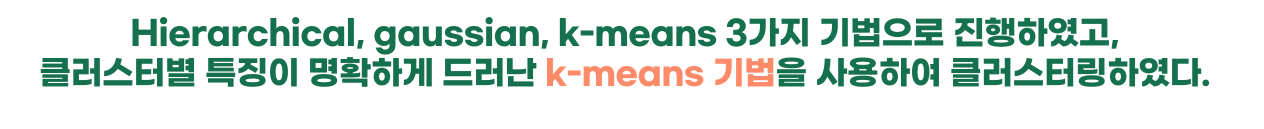 Hierarchical, gaussian, k-means 3가지 기법으로 진행하였고,
클러스터별 특징이 명확하게 드러난 k-means 기법을 사용하여 클러스터링하였다.